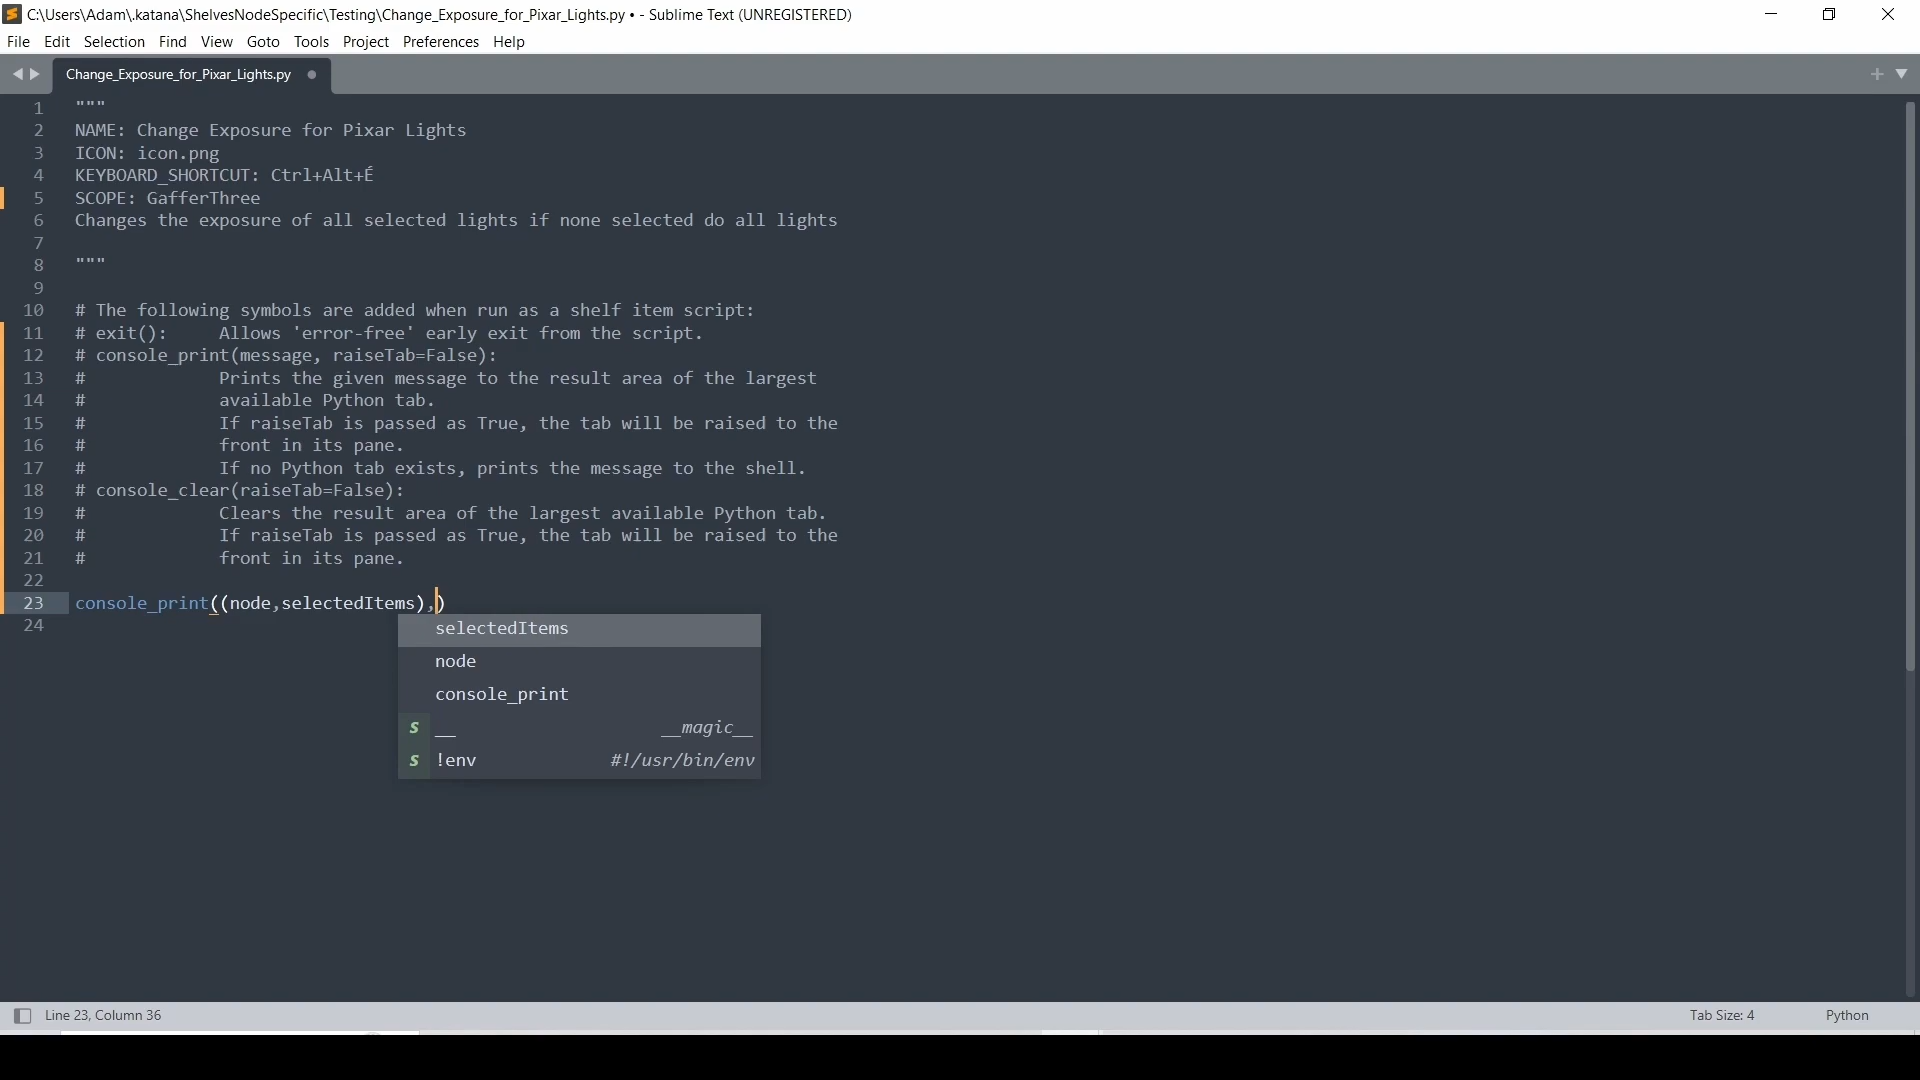 C:\Users\Adam\.katana\ShelvesNodeSpecific\Testing\Change_Exposure_for_Pixar_Lights.py • - Sublime Text (UNREGISTERED)
File Edit Selection Find View Goto Tools Project Preferences Help
Change_Exposure_for_Pixar_Lights.py
1 """
2 NAME: Change Exposure for Pixar Lights
3 ICON: icon.png
4 KEYBOARD_SHORTCUT: Ctrl+Alt+É
5 SCOPE: GafferThree
6 Changes the exposure of all selected lights if none selected do all lights
7
8 """
9
10 # The following symbols are added when run as a shelf item script:
11 # exit():     Allows 'error-free' early exit from the script.
12 # console_print(message, raiseTab=False):
13 #             Prints the given message to the result area of the largest
14 #             available Python tab.
15 #             If raiseTab is passed as True, the tab will be raised to the
16 #             front in its pane.
17 #             If no Python tab exists, prints the message to the shell.
18 # console_clear(raiseTab=False):
19 #             Clears the result area of the largest available Python tab.
20 #             If raiseTab is passed as True, the tab will be raised to the
21 #             front in its pane.
22
23 console_print((node,selectedItems),)
24
selectedItems
node
console_print
s __ __magic__
s !env #!/usr/bin/env
Line 23, Column 36
Tab Size: 4 Python